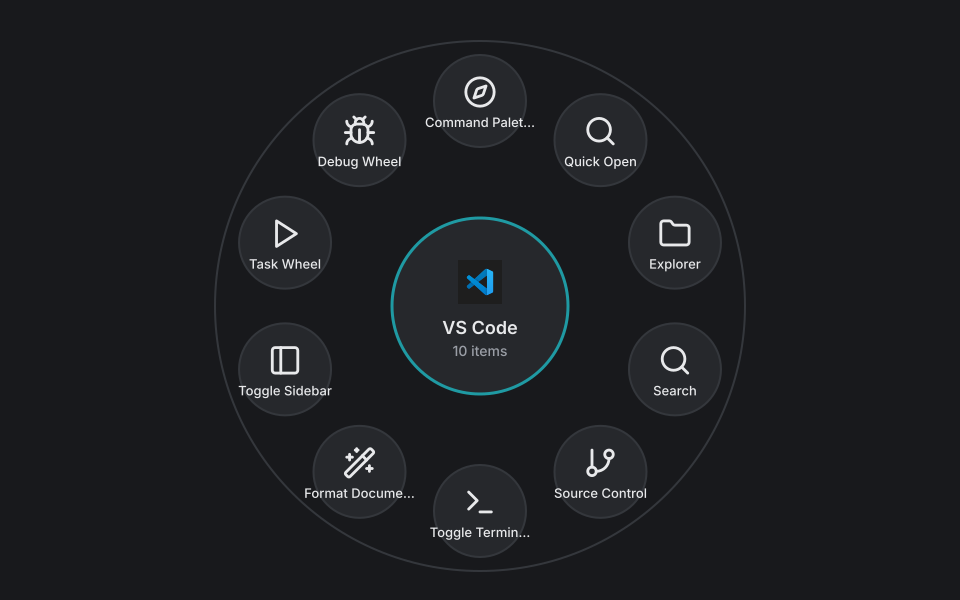 Command Palet...
Debug Wheel
Quick Open
Task Wheel
Explorer
VS Code
10 items
Toggle Sidebar
Search
Format Docume...
Source Control
Toggle Termin...